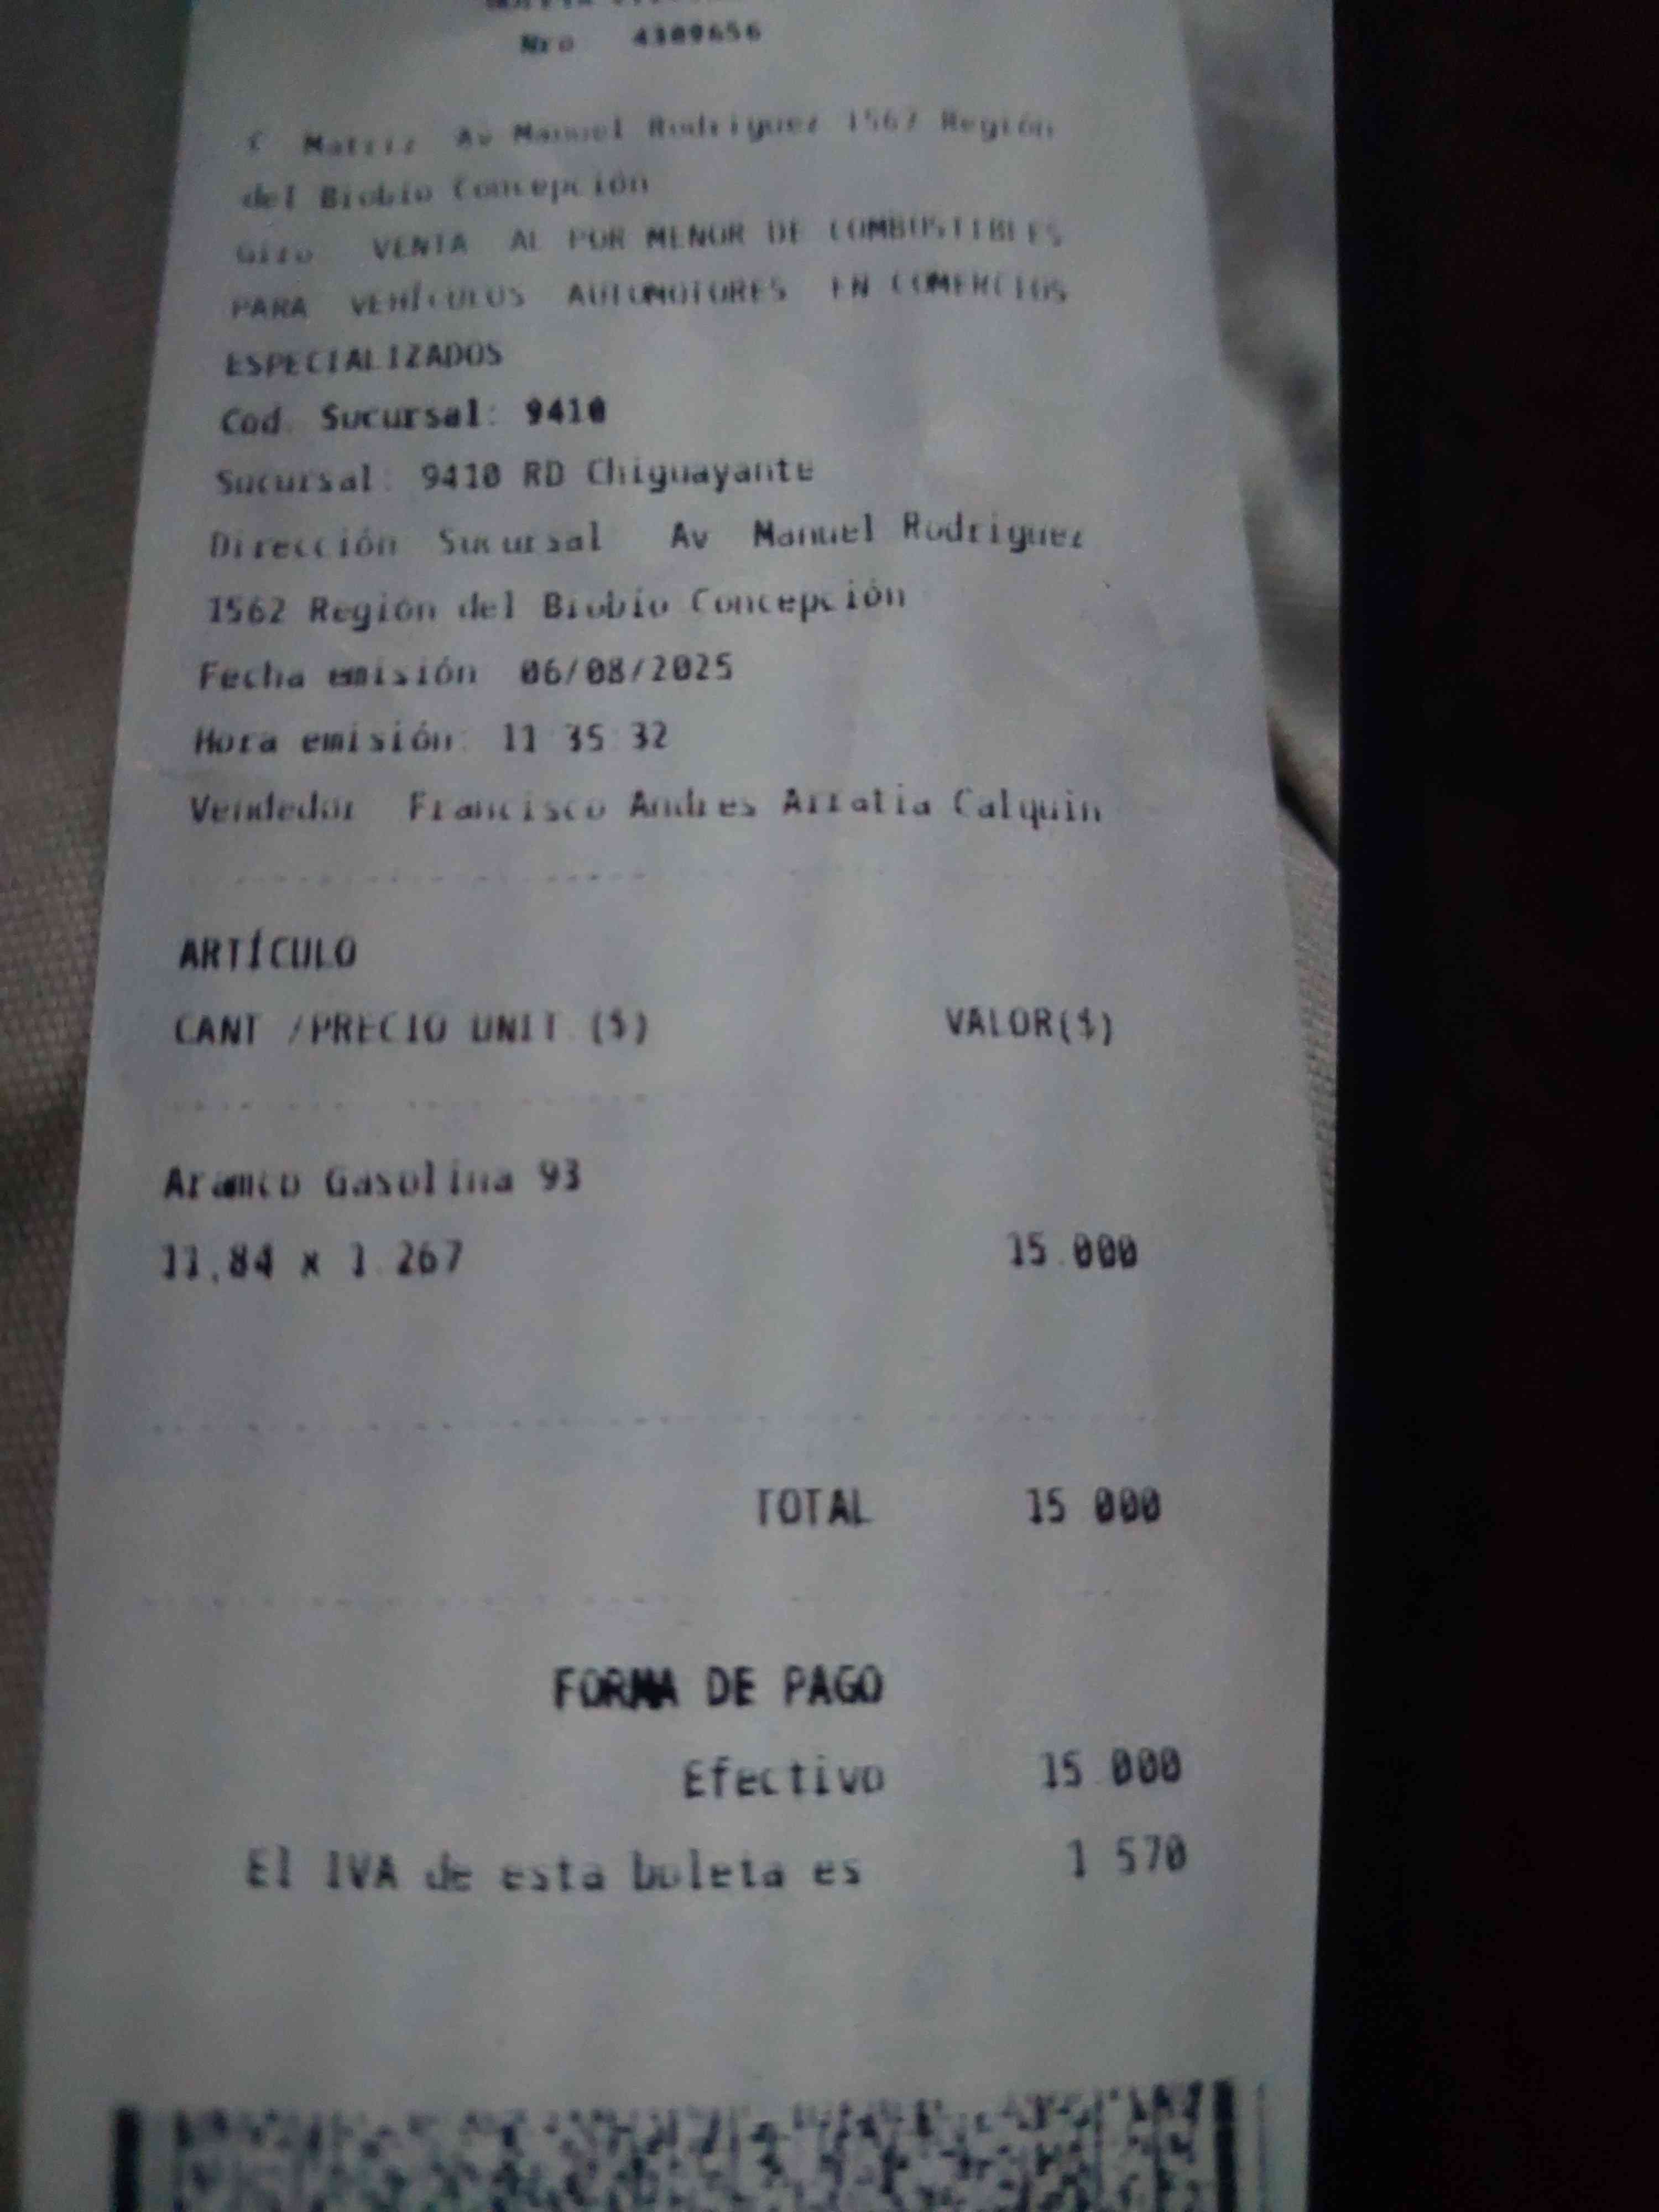 Nro 4309656
C Matriz Av Manuel Rodriguez 1562 Región
del Biobio Concepción
Giro VENTA AL POR MENOR DE COMBUSTIBLES
PARA VEHÍCULOS AUTOMOTORES EN COMERCIOS
ESPECIALIZADOS
Cod. Sucursal: 9410
Sucursal: 9410 RD Chiguayante
Dirección Sucursal Av Manuel Rodriguez
1562 Región del Biobio Concepción
Fecha emisión 06/08/2025
Hora emisión: 11 35 32
Vendedor Francisco Andres Arratia Calquin
ARTÍCULO
CANT /PRECIO UNIT.($) VALOR($)
Aramco Gasolina 93
11,84 x 1.267 15.000
TOTAL 15 000
FORMA DE PAGO
Efectivo 15.000
El IVA de esta boleta es 1 570